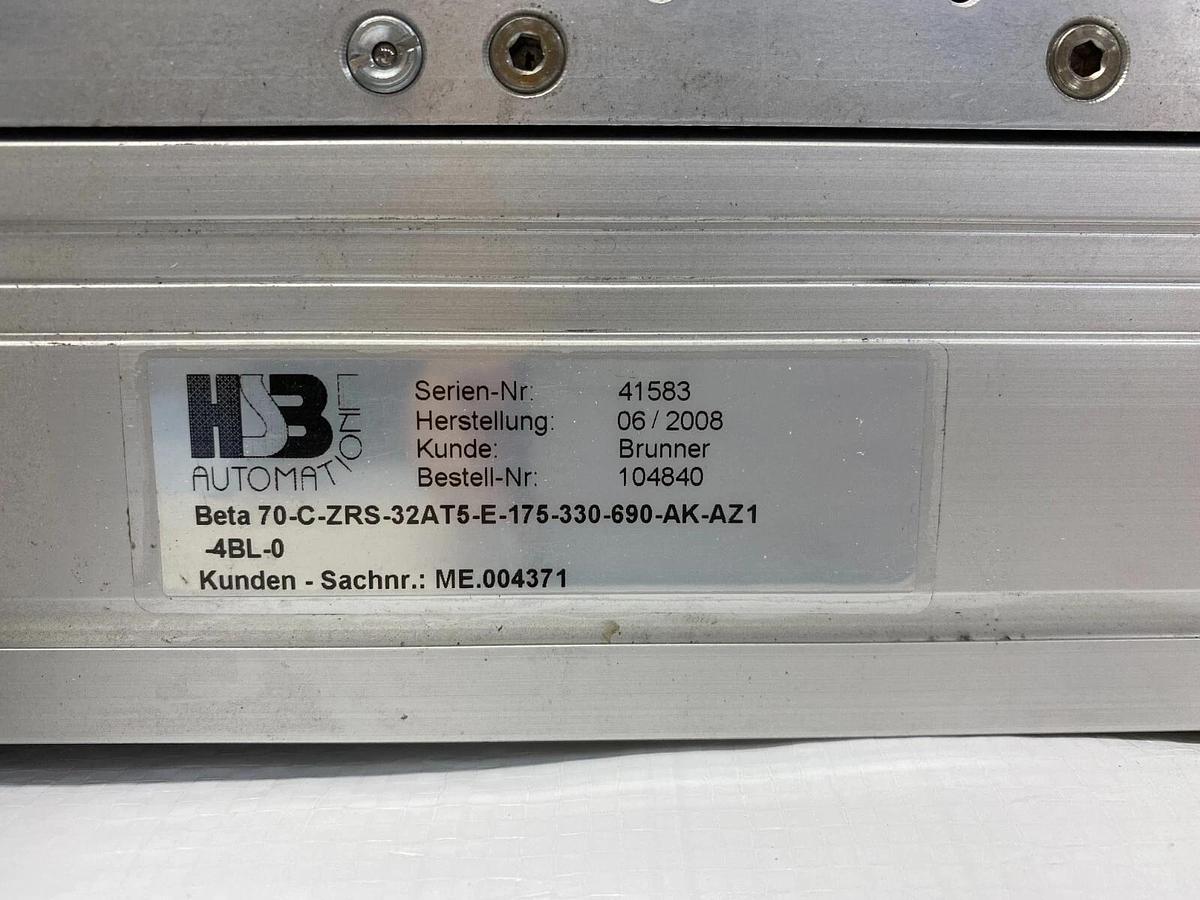 HSB
AUTOMATION
Serien-Nr: 41583
Herstellung: 06 / 2008
Kunde: Brunner
Bestell-Nr: 104840
Beta 70-C-ZRS-32AT5-E-175-330-690-AK-AZ1
-4BL-0
Kunden - Sachnr.: ME.004371